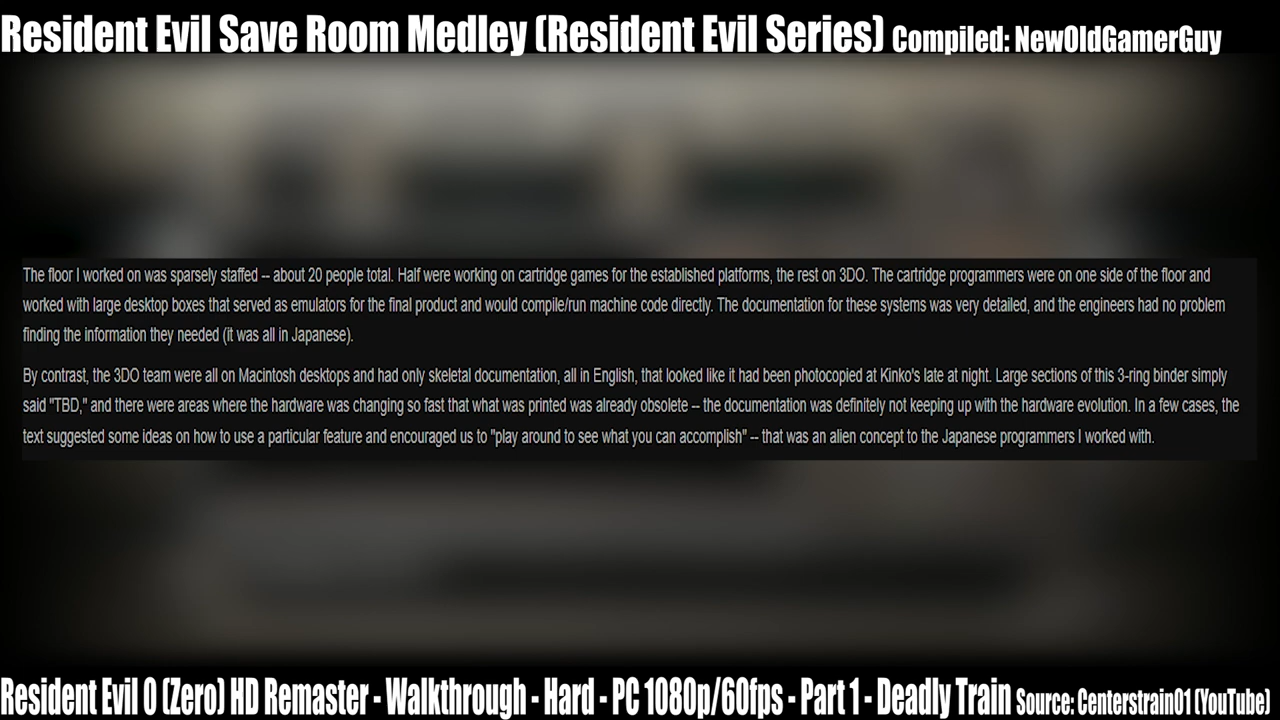 Resident Evil Save Room Medley (Resident Evil Series) Compiled: NewOldGamerGuy
The floor I worked on was sparsely staffed -- about 20 people total. Half were working on cartridge games for the established platforms, the rest on 3DO. The cartridge programmers were on one side of the floor and
worked with large desktop boxes that served as emulators for the final product and would compile/run machine code directly. The documentation for these systems was very detailed, and the engineers had no problem
finding the information they needed (it was all in Japanese).
By contrast, the 3DO team were all on Macintosh desktops and had only skeletal documentation, all in English, that looked like it had been photocopied at Kinko's late at night. Large sections of this 3-ring binder simply
said "TBD," and there were areas where the hardware was changing so fast that what was printed was already obsolete -- the documentation was definitely not keeping up with the hardware evolution. In a few cases, the
text suggested some ideas on how to use a particular feature and encouraged us to "play around to see what you can accomplish" -- that was an alien concept to the Japanese programmers I worked with.
Resident Evil 0 (Zero) HD Remaster - Walkthrough - Hard - PC 1080p/60fps - Part 1 - Deadly Train Source: Centerstrain01 (YouTube)